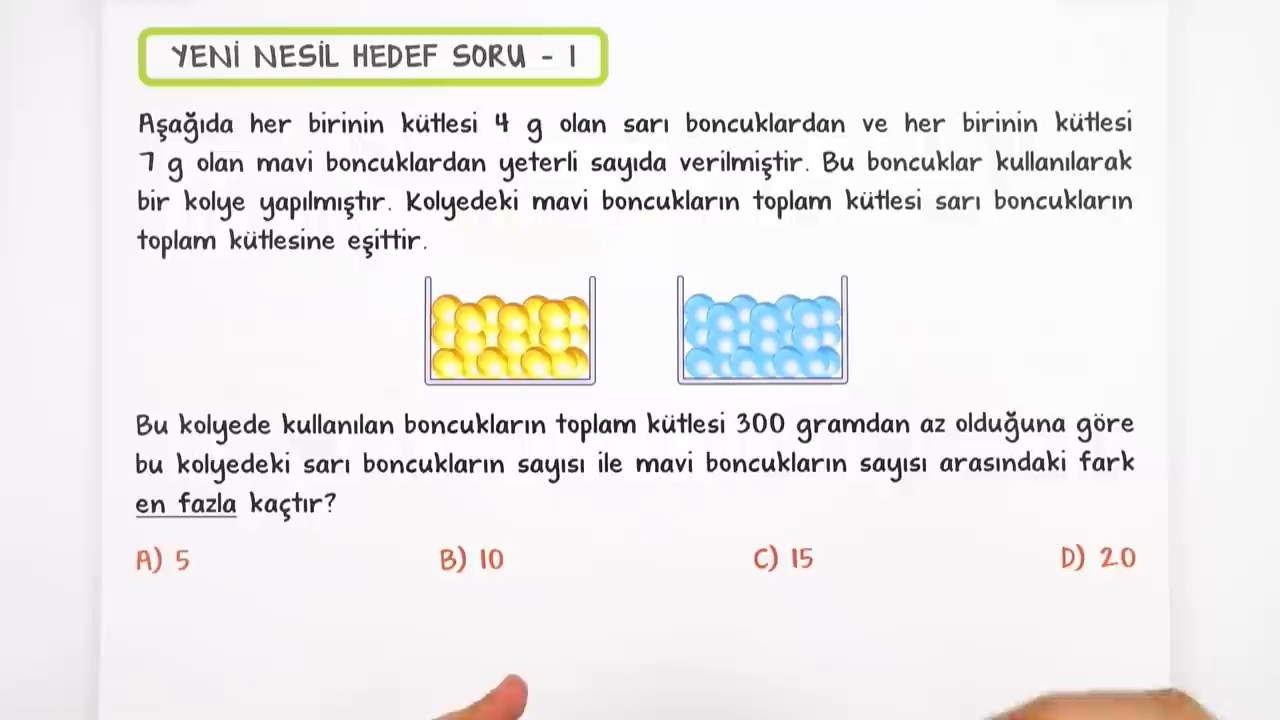 YENİ NESİL HEDEF SORU - 1
Aşağıda her birinin kütlesi 4 g olan sarı boncuklardan ve her birinin kütlesi
7 g olan mavi boncuklardan yeterli sayıda verilmiştir. Bu boncuklar kullanılarak
bir kolye yapılmıştır. Kolyedeki mavi boncukların toplam kütlesi sarı boncukların
toplam kütlesine eşittir.
Bu kolyede kullanılan boncukların toplam kütlesi 300 gramdan az olduğuna göre
bu kolyedeki sarı boncukların sayısı ile mavi boncukların sayısı arasındaki fark
en fazla kaçtır?
A) 5 B) 10 C) 15 D) 20